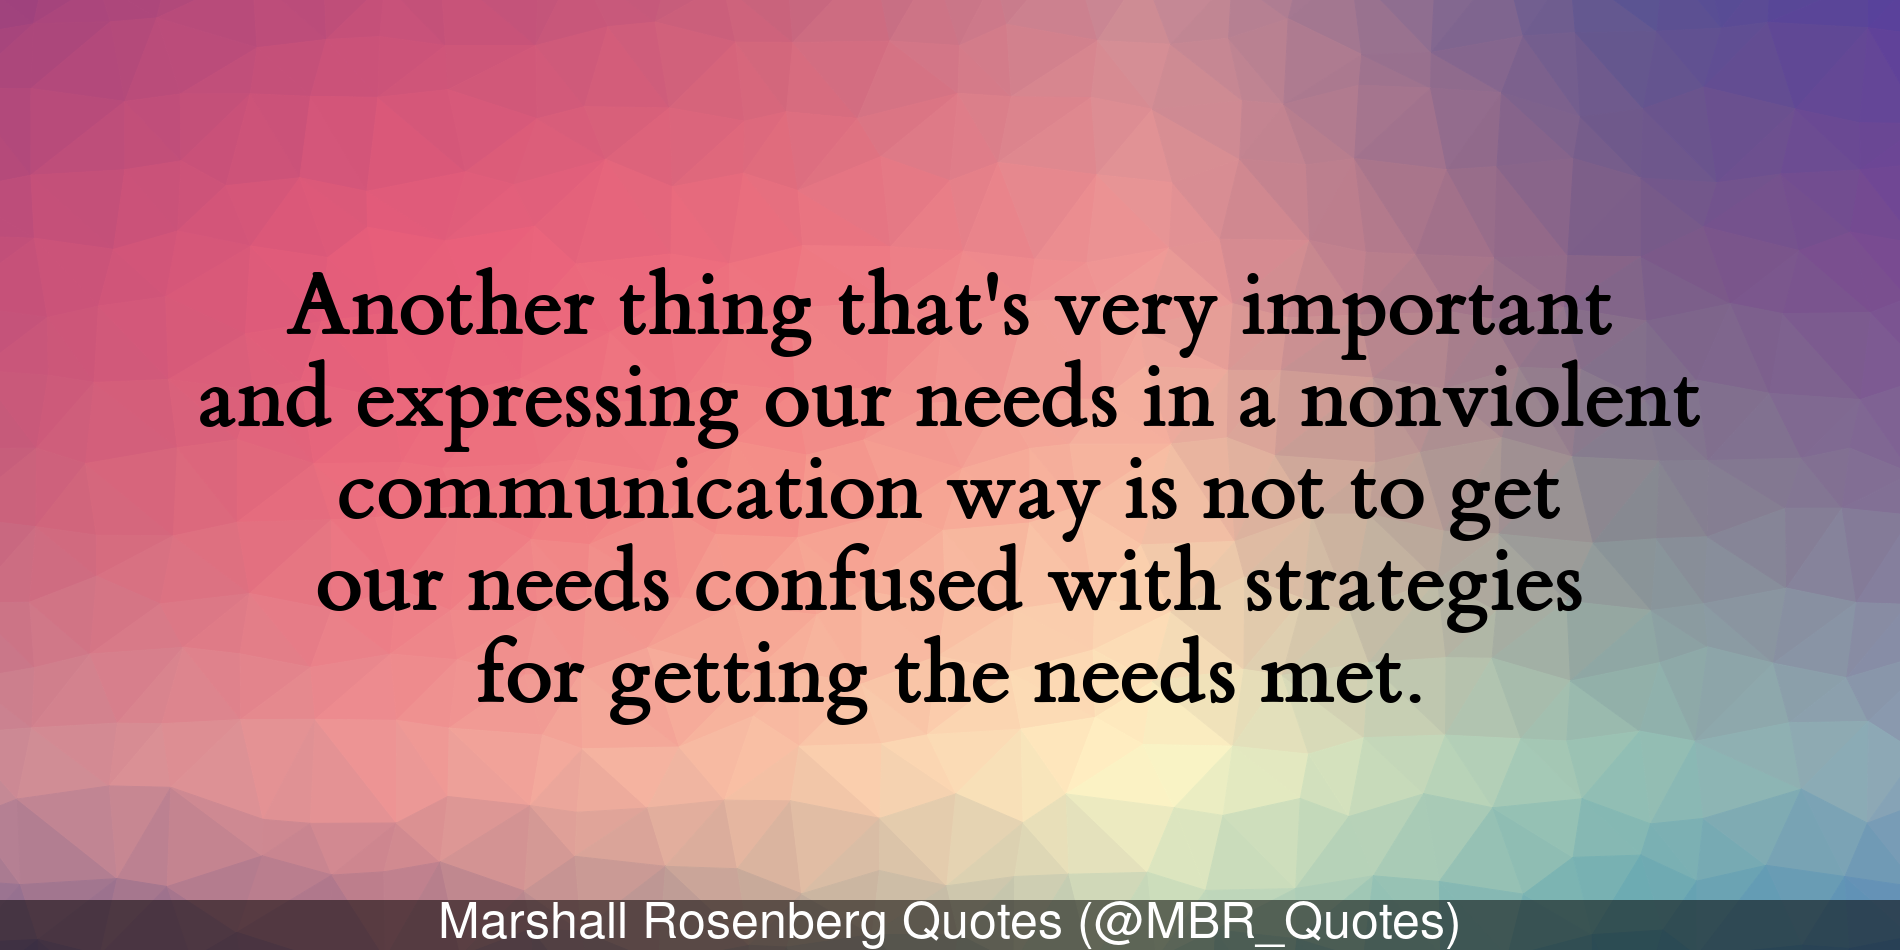 Another thing that's very important
and expressing our needs in a nonviolent
communication way is not to get
our needs confused with strategies
for getting the needs met.
Marshall Rosenberg Quotes (@MBR_Quotes)